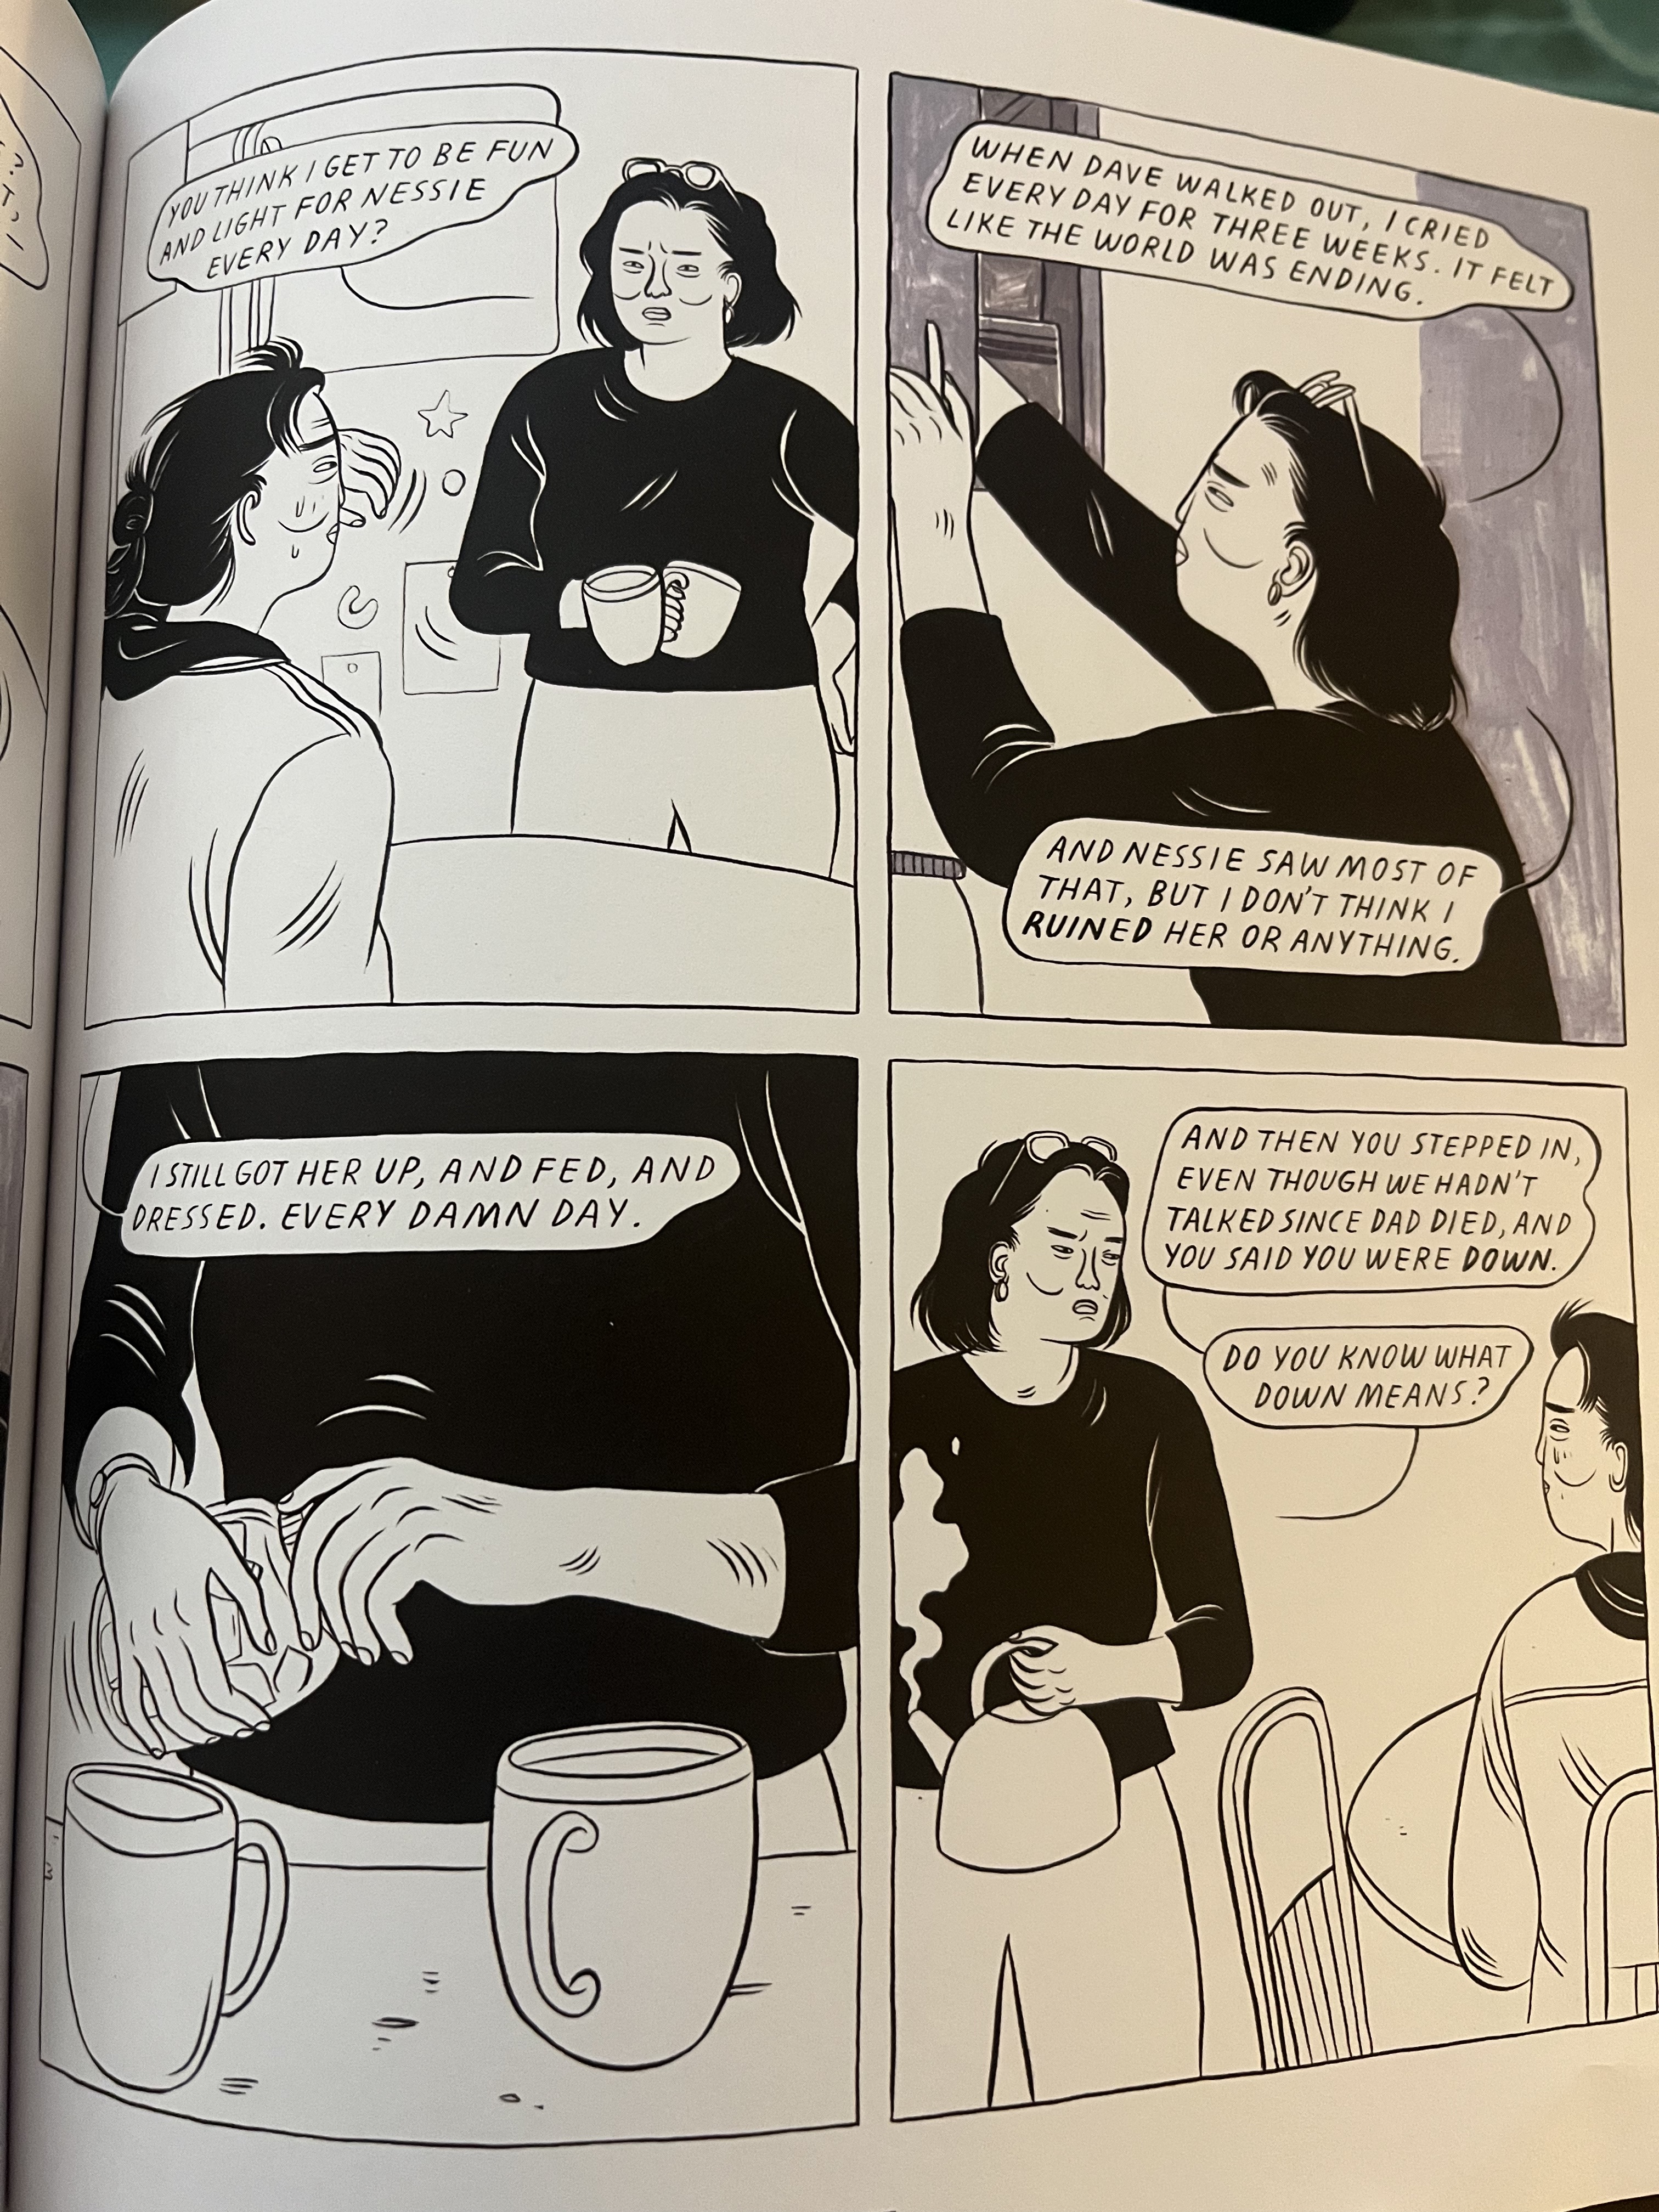 YOU THINK I GET TO BE FUN
AND LIGHT FOR NESSIE
EVERY DAY?
WHEN DAVE WALKED OUT, I CRIED
EVERY DAY FOR THREE WEEKS. IT FELT
LIKE THE WORLD WAS ENDING.
AND NESSIE SAW MOST OF
THAT, BUT I DON'T THINK I
RUINED HER OR ANYTHING.
I STILL GOT HER UP, AND FED, AND
DRESSED. EVERY DAMN DAY.
AND THEN YOU STEPPED IN,
EVEN THOUGH WE HADN'T
TALKED SINCE DAD DIED, AND
YOU SAID YOU WERE DOWN.
DO YOU KNOW WHAT
DOWN MEANS?